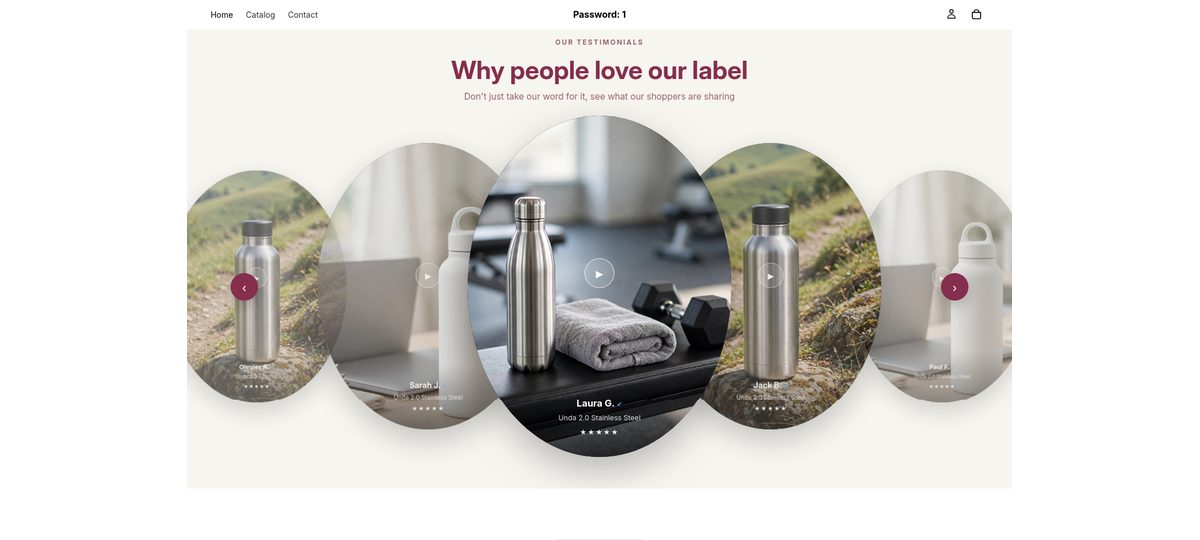 Home Catalog Contact
Password: 1
OUR TESTIMONIALS
Why people love our label
Don't just take our word for it, see what our shoppers are sharing
Sarah J.
Unda 2.0 Stainless Steel
★★★★★
Laura G. ✓
Unda 2.0 Stainless Steel
★★★★★
Jack B.
Unda 2.0 Stainless Steel
★★★★★
Paul F.
★★★★★